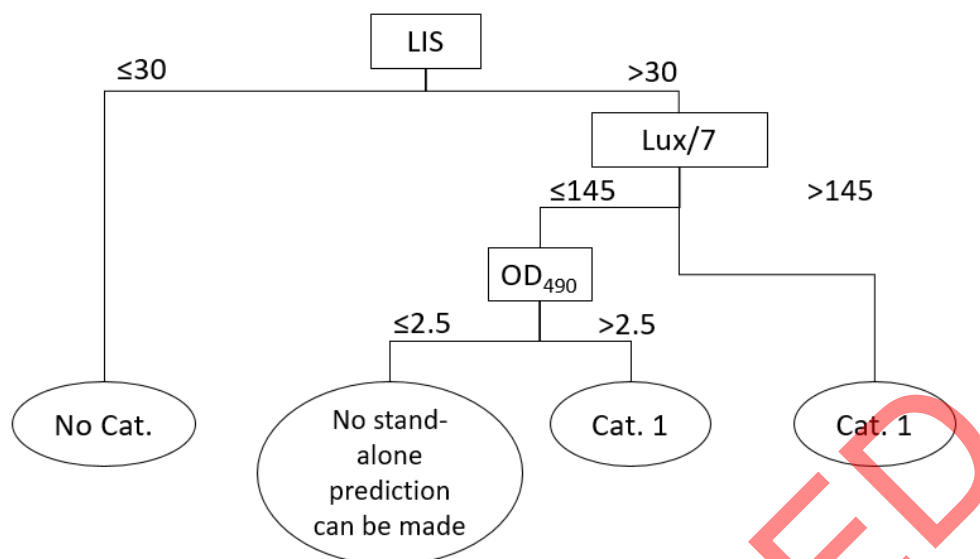 LIS
≤30
>30
Lux/7
≤145
>145
OD₄₉₀
≤2.5
>2.5
No Cat.
No stand-
alone
prediction
can be made
Cat. 1
Cat. 1
ED